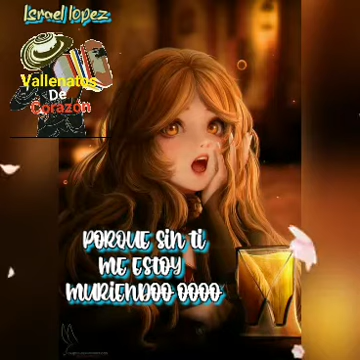 Israel lopez
Vallenatos
De
Corazón
PORQUE Sin Ti
ME ESTOY
MURIENDOO OOOO